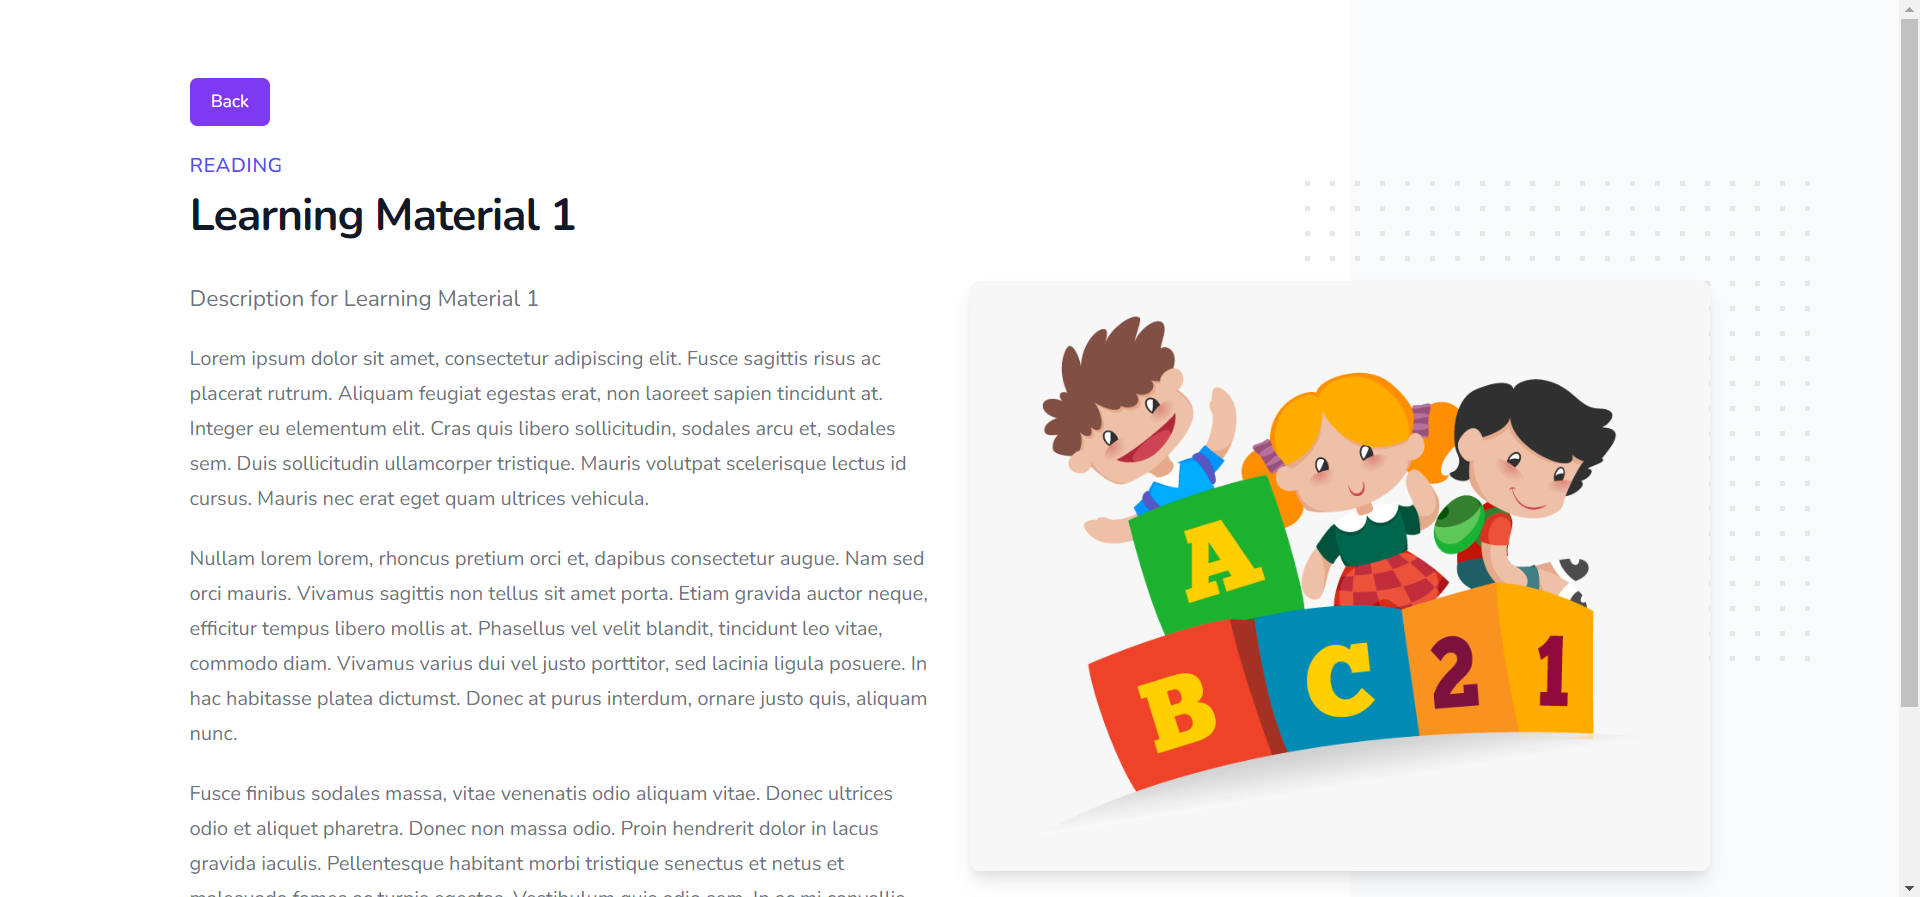 Back
READING
Learning Material 1
Description for Learning Material 1
Lorem ipsum dolor sit amet, consectetur adipiscing elit. Fusce sagittis risus ac
placerat rutrum. Aliquam feugiat egestas erat, non laoreet sapien tincidunt at.
Integer eu elementum elit. Cras quis libero sollicitudin, sodales arcu et, sodales
sem. Duis sollicitudin ullamcorper tristique. Mauris volutpat scelerisque lectus id
cursus. Mauris nec erat eget quam ultrices vehicula.
Nullam lorem lorem, rhoncus pretium orci et, dapibus consectetur augue. Nam sed
orci mauris. Vivamus sagittis non tellus sit amet porta. Etiam gravida auctor neque,
efficitur tempus libero mollis at. Phasellus vel velit blandit, tincidunt leo vitae,
commodo diam. Vivamus varius dui vel justo porttitor, sed lacinia ligula posuere. In
hac habitasse platea dictumst. Donec at purus interdum, ornare justo quis, aliquam
nunc.
Fusce finibus sodales massa, vitae venenatis odio aliquam vitae. Donec ultrices
odio et aliquet pharetra. Donec non massa odio. Proin hendrerit dolor in lacus
gravida iaculis. Pellentesque habitant morbi tristique senectus et netus et
A
B C 2 1